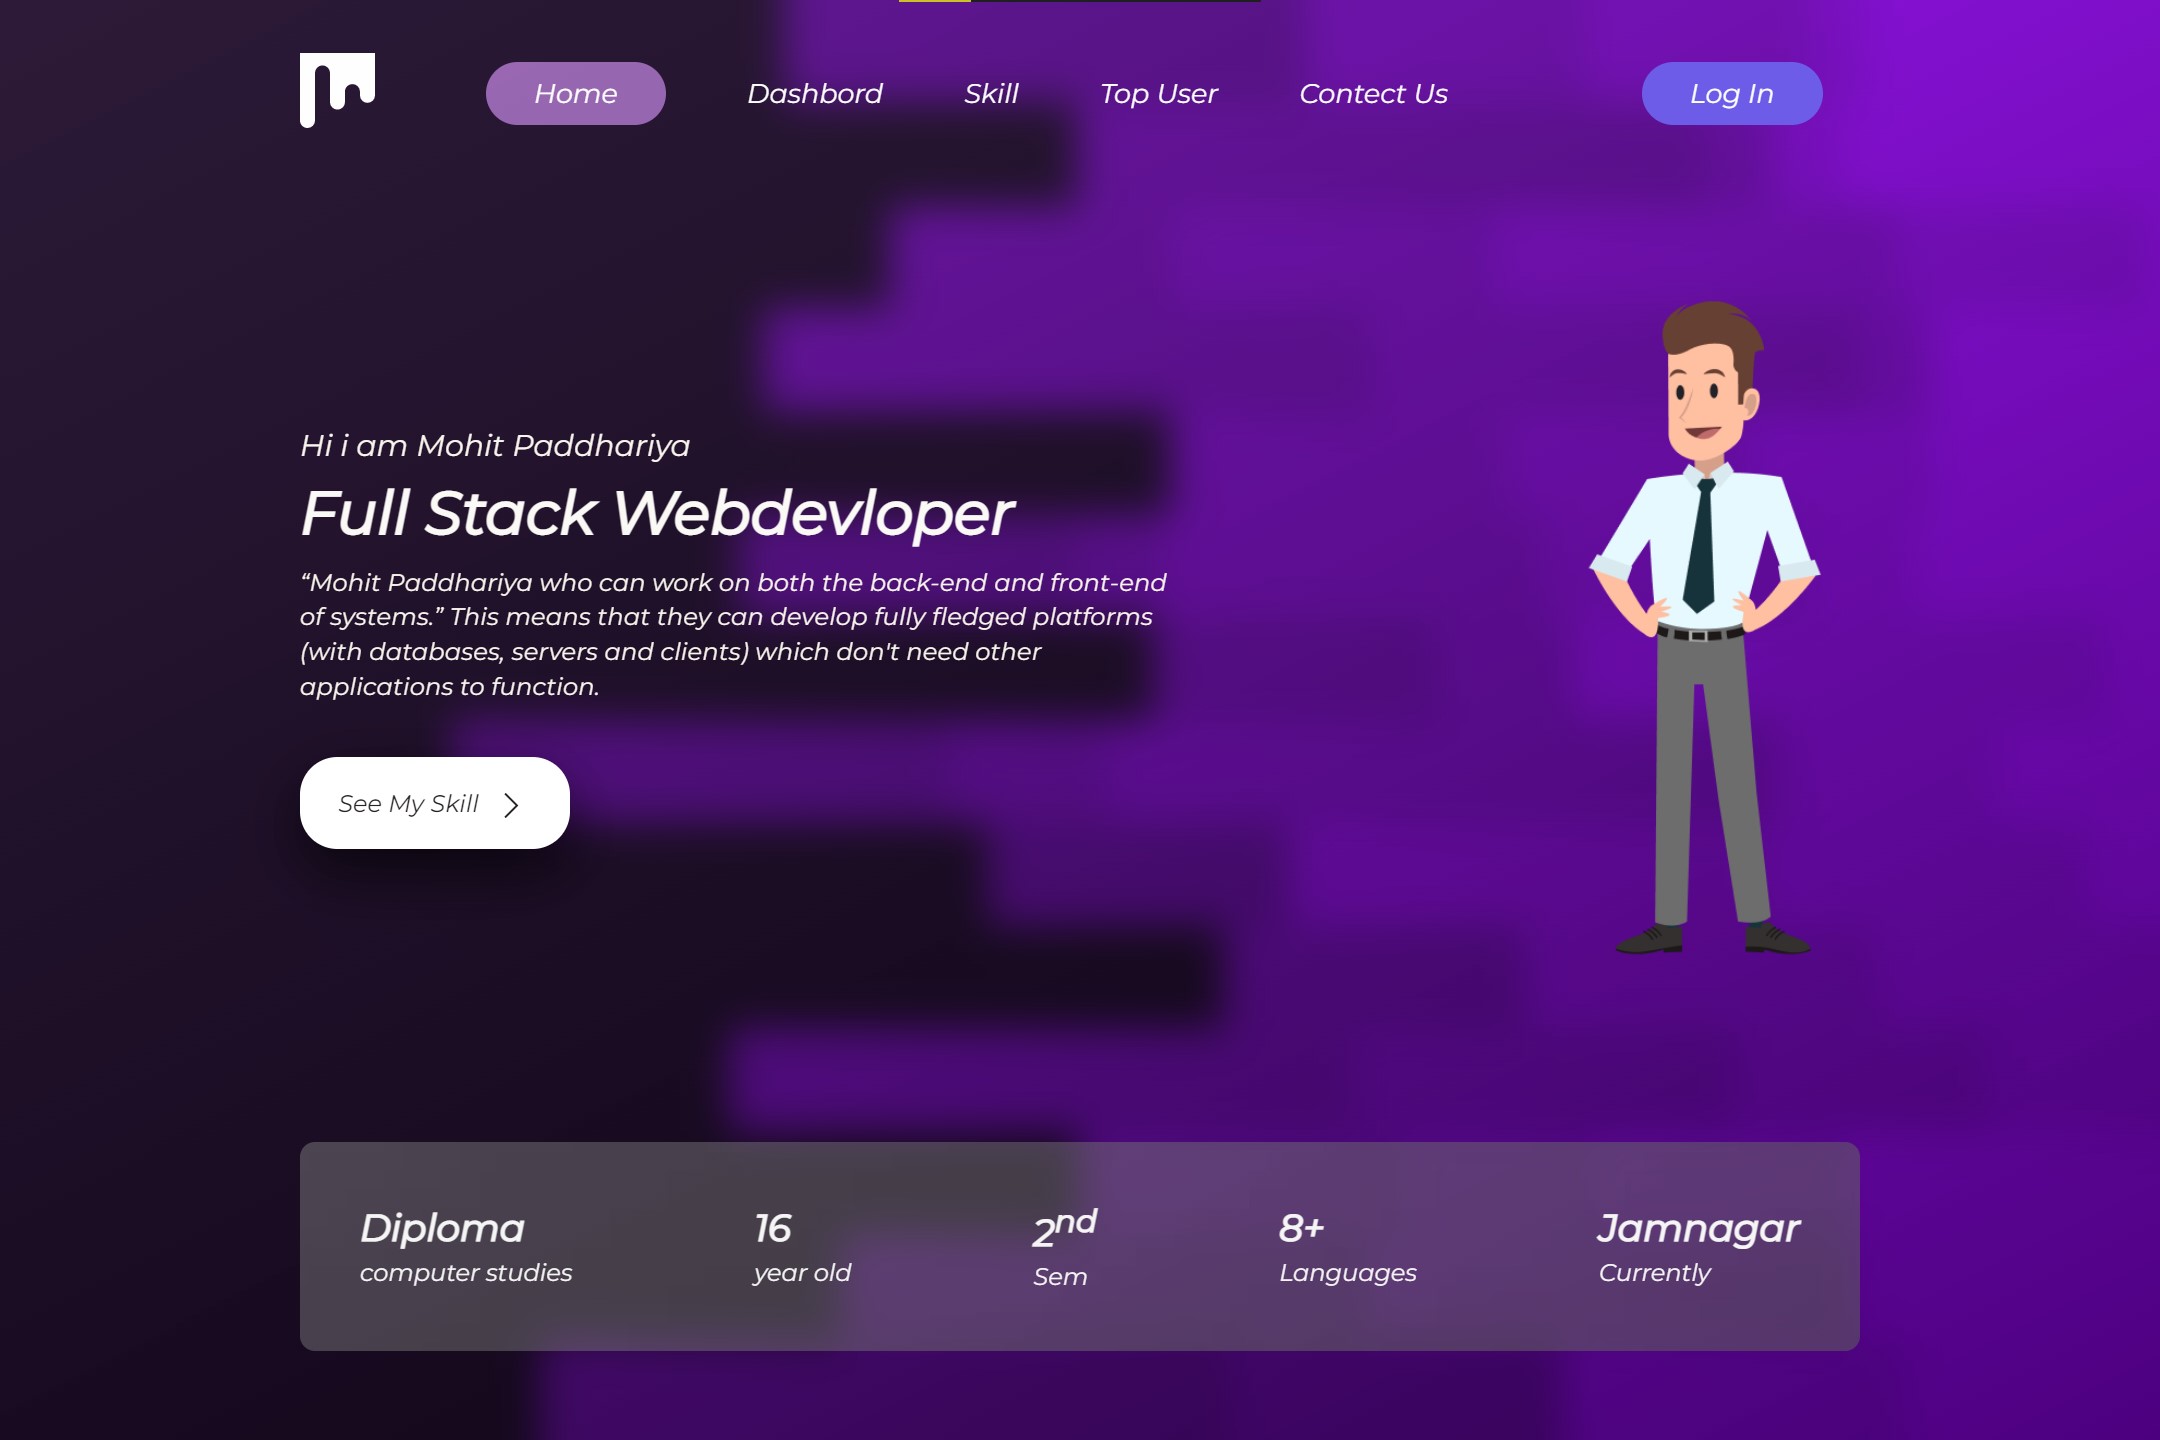 Home Dashbord Skill Top User Contect Us Log In
Hi i am Mohit Paddhariya
Full Stack Webdevloper
“Mohit Paddhariya who can work on both the back-end and front-end
of systems.” This means that they can develop fully fledged platforms
(with databases, servers and clients) which don't need other
applications to function.
See My Skill
Diploma
computer studies
16
year old
2nd
Sem
8+
Languages
Jamnagar
Currently